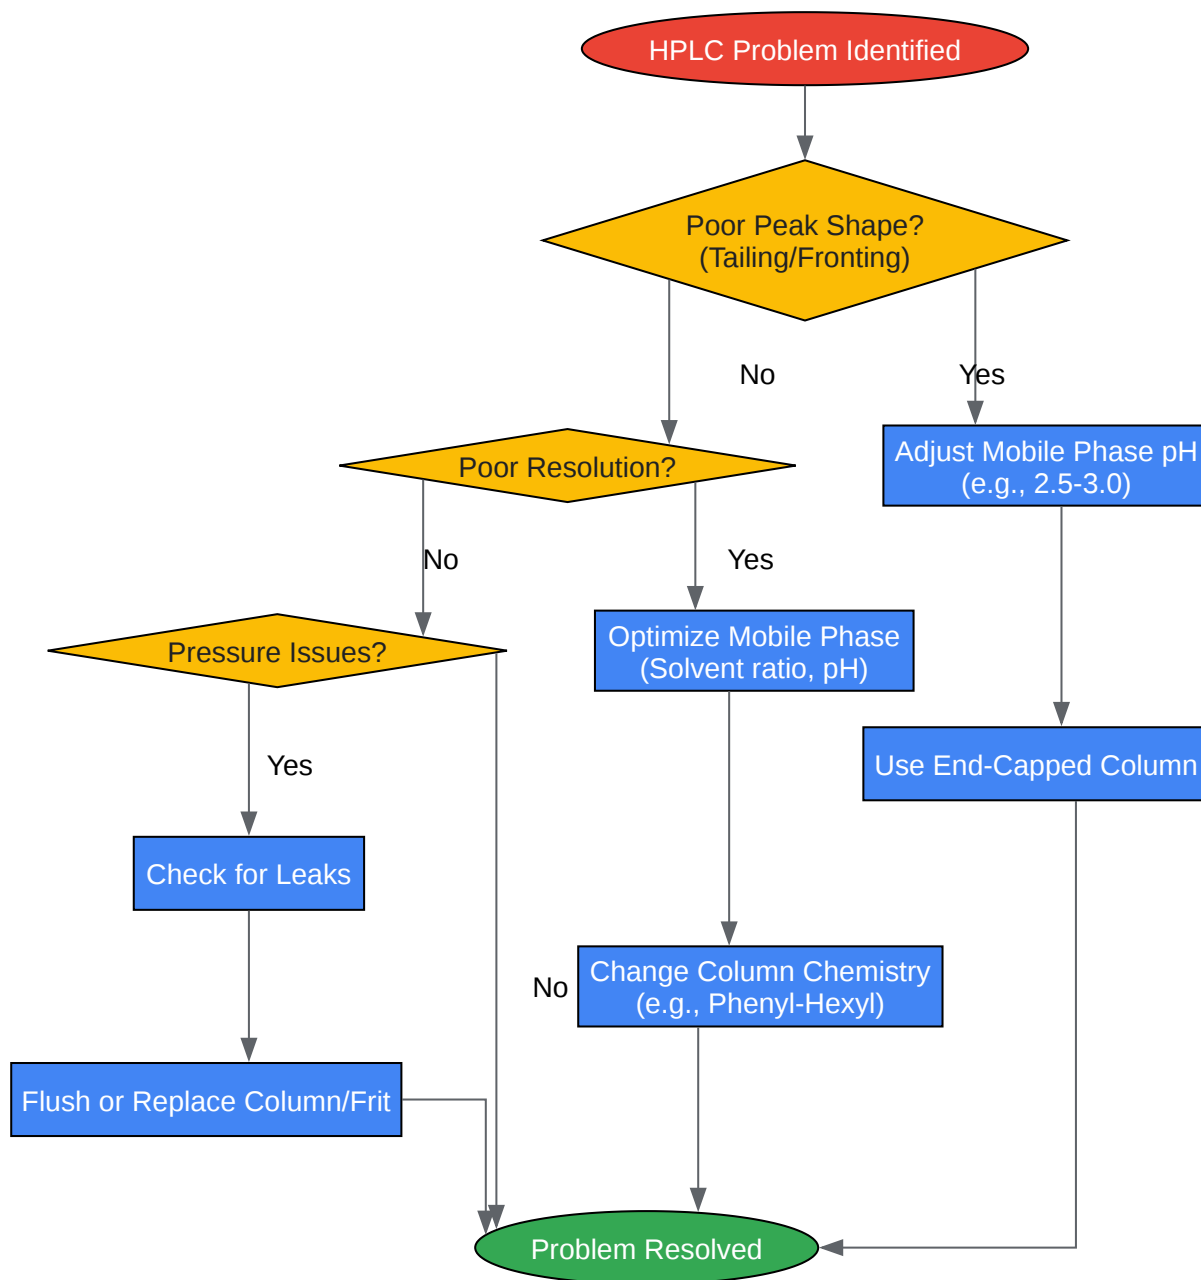 HPLC Problem Identified
Poor Peak Shape?
(Tailing/Fronting)
No
Yes
Adjust Mobile Phase pH
(e.g., 2.5-3.0)
Poor Resolution?
No
Yes
Optimize Mobile Phase
(Solvent ratio, pH)
Pressure Issues?
Yes
Use End-Capped Column
Check for Leaks
No
Change Column Chemistry
(e.g., Phenyl-Hexyl)
Flush or Replace Column/Frit
Problem Resolved